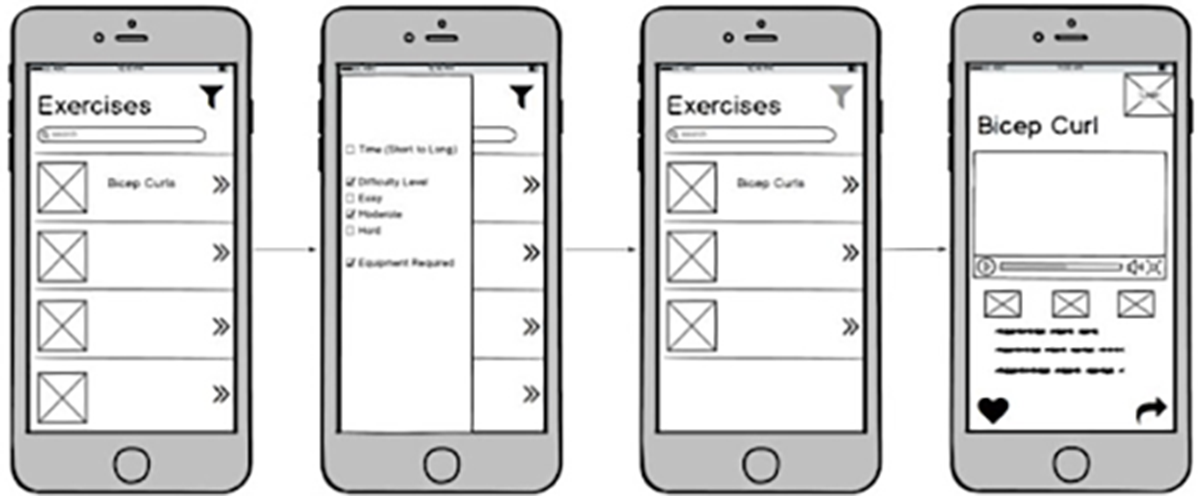 Exercises
search
Bicep Curls
Time (Short to Long)
Difficulty Level
Easy
Moderate
Hard
Equipment Required
Exercises
search
Bicep Curls
Bicep Curl